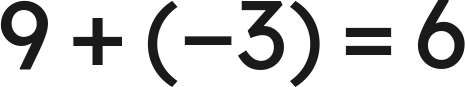 9 + (−3) = 6